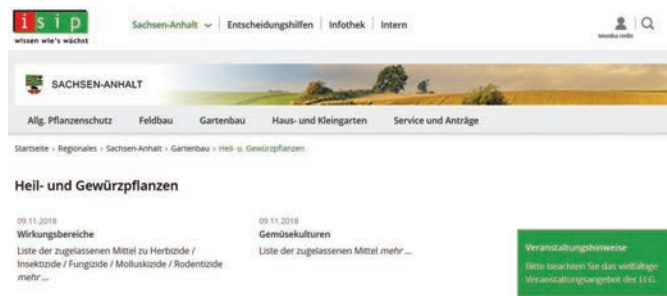 isip
wissen wie's wächst
Sachsen-Anhalt
Entscheidungshilfen
Infothek
Intern
SACHSEN-ANHALT
Allg. Pflanzenschutz
Feldbau
Gartenbau
Haus- und Kleingarten
Service und Anträge
Startseite › Regionales › Sachsen-Anhalt › Gartenbau › Heil- u. Gewürzpflanzen
Heil- und Gewürzpflanzen
09.11.2018
Wirkungsbereiche
Liste der zugelassenen Mittel zu Herbizide /
Insektizide / Fungizide / Molluskizide / Rodentizide
mehr ...
09.11.2018
Gemüsekulturen
Liste der zugelassenen Mittel mehr ...
Veranstaltungshinweise
Bitte beachten Sie das vielfältige
Veranstaltungsangebot der